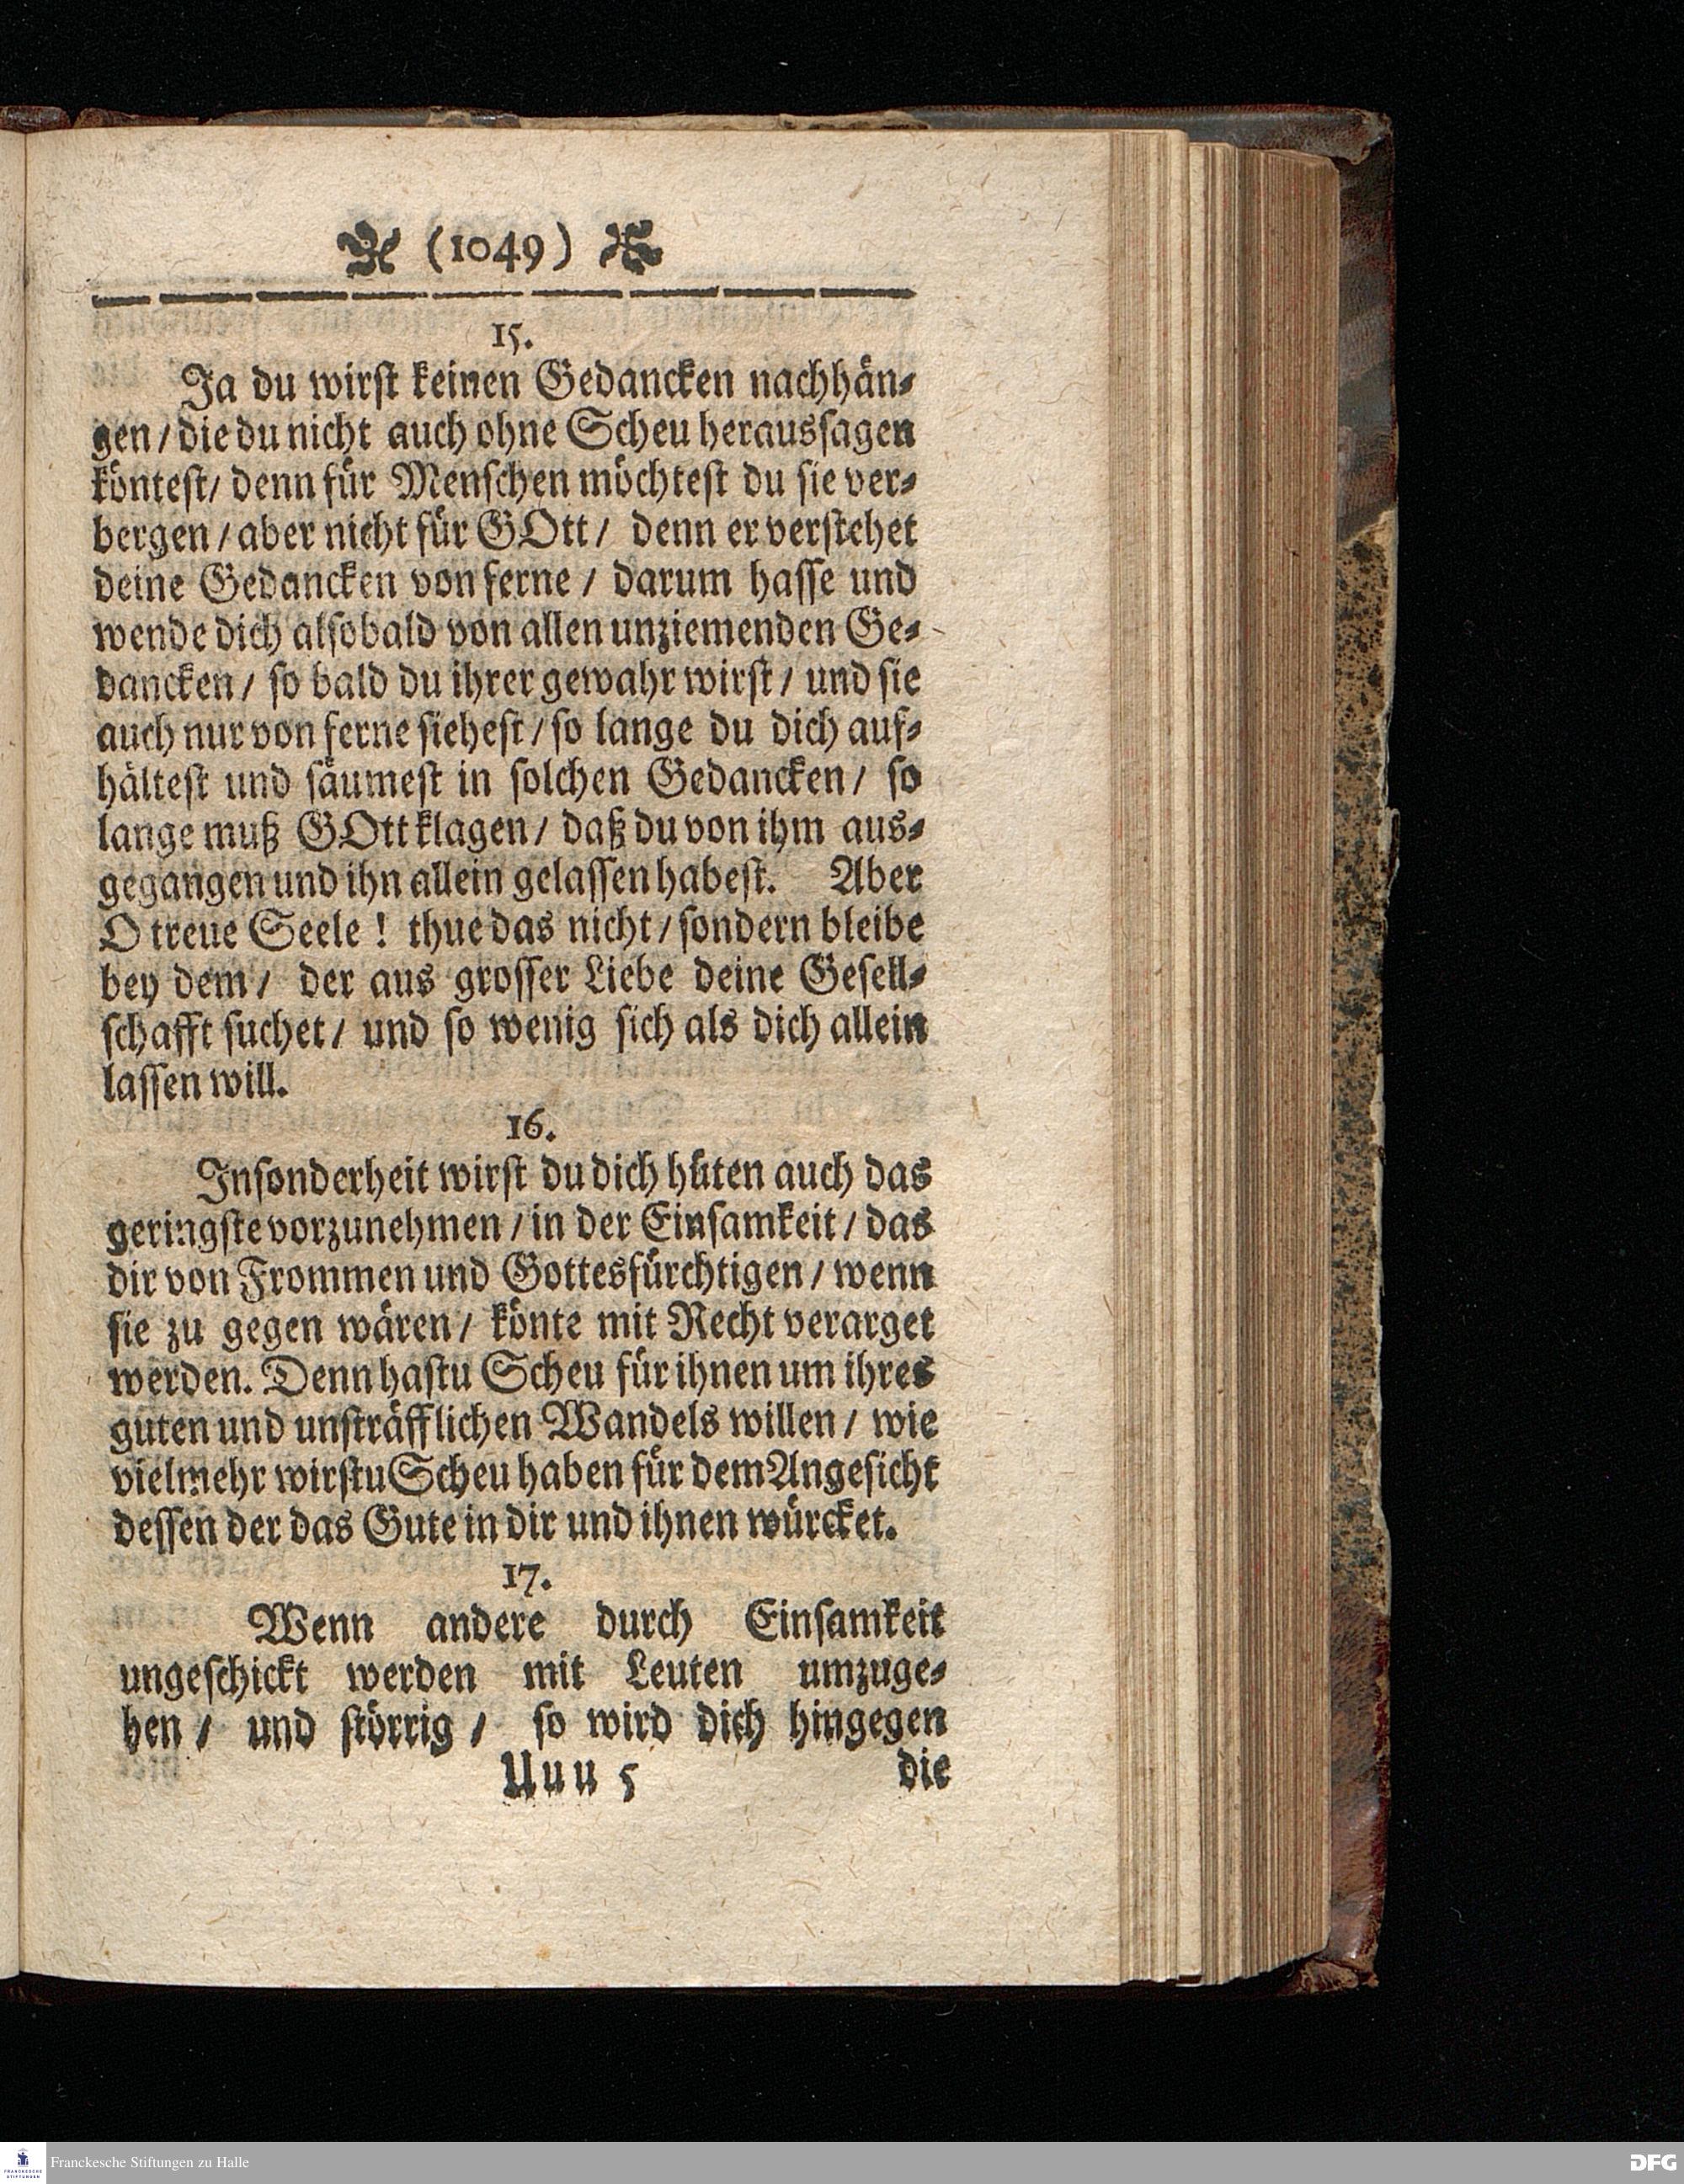 (1049)
15.
Ja du wirst keinen Gedancken nachhän-
gen / die du nicht auch ohne Scheu heraussagen
köntest / denn für Menschen möchtest du sie ver-
bergen / aber nicht für GOtt / denn er verstehet
deine Gedancken von ferne / darum hasse und
wende dich alsobald von allen unziemenden Ge-
dancken / so bald du ihrer gewahr wirst / und sie
auch nur von ferne siehest / so lange du dich auf-
hältest und säumest in solchen Gedancken / so
lange muß GOtt klagen / daß du von ihm aus-
gegangen und ihn allein gelassen habest. Aber
O treue Seele ! thue das nicht / sondern bleibe
bey dem / der aus grosser Liebe deine Gesell-
schafft suchet / und so wenig sich als dich allein
lassen will.
16.
Insonderheit wirst du dich hüten auch das
geringste vorzunehmen / in der Einsamkeit / das
dir von Frommen und Gottesfürchtigen / wenn
sie zu gegen wären / könte mit Recht verarget
werden. Denn hastu Scheu für ihnen um ihres
guten und unsträfflichen Wandels willen / wie
vielmehr wirstu Scheu haben für dem Angesicht
dessen der das Gute in dir und ihnen würcket.
17.
Wenn andere durch Einsamkeit
ungeschickt werden mit Leuten umzuge-
hen / und störrig / so wird dich hingegen
Uuu 5 die
FRANCKESCHE STIFTUNGEN
Franckesche Stiftungen zu Halle
DFG